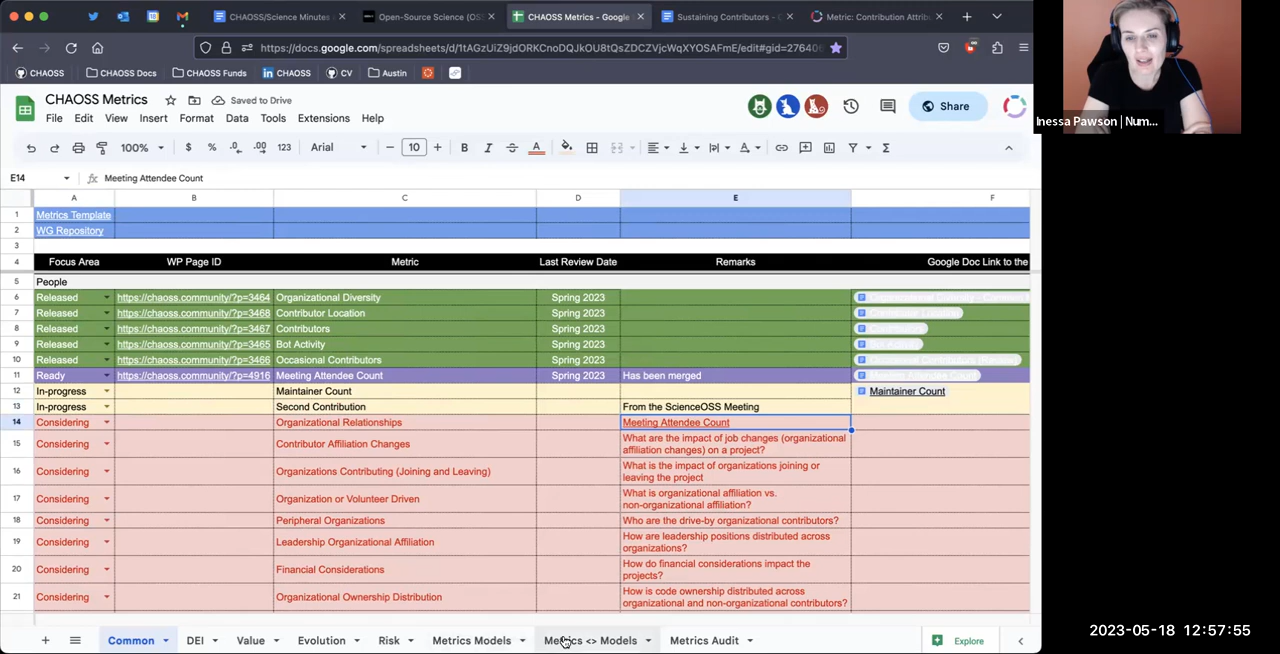 CHAOSS/Science Minutes
Open-Source Science (OS
CHAOSS Metrics - Google
Sustaining Contributors - C
Metric: Contribution Attrib
https://docs.google.com/spreadsheets/d/1tAGzUiZ9jdORKCnoDQJkOU8tQsZDCZVjcWqXYOSAFmE/edit#gid=27640
CHAOSS CHAOSS Docs CHAOSS Funds CHAOSS CV Austin
Inessa Pawson | Num...
CHAOSS Metrics Saved to Drive
Share
File Edit View Insert Format Data Tools Extensions Help
100% $ % .0 .00 123 Arial 10 B I A
E14 fx Meeting Attendee Count
A B C D E F
1 Metrics Template
2 WG Repository
3
4 Focus Area WP Page ID Metric Last Review Date Remarks Google Doc Link to the
5 People
6 Released https://chaoss.community/?p=3464 Organizational Diversity Spring 2023
7 Released https://chaoss.community/?p=3468 Contributor Location Spring 2023
8 Released https://chaoss.community/?p=3467 Contributors Spring 2023
9 Released https://chaoss.community/?p=3465 Bot Activity Spring 2023
10 Released https://chaoss.community/?p=3466 Occasional Contributors Spring 2023
11 Ready https://chaoss.community/?p=4916 Meeting Attendee Count Spring 2023 Has been merged
12 In-progress Maintainer Count Maintainer Count
13 In-progress Second Contribution From the ScienceOSS Meeting
14 Considering Organizational Relationships Meeting Attendee Count
15 Considering Contributor Affiliation Changes What are the impact of job changes (organizational
affiliation changes) on a project?
16 Considering Organizations Contributing (Joining and Leaving) What is the impact of organizations joining or
leaving the project
17 Considering Organization or Volunteer Driven What is organizational affiliation vs.
non-organizational affiliation?
18 Considering Peripheral Organizations Who are the drive-by organizational contributors?
19 Considering Leadership Organizational Affiliation How are leadership positions distributed across
organizations?
20 Considering Financial Considerations How do financial considerations impact the
projects?
21 Considering Organizational Ownership Distribution How is code ownership distributed across
organizational and non-organizational contributors?
Common DEI Value Evolution Risk Metrics Models Metrics <> Models Metrics Audit Explore
2023-05-18 12:57:55